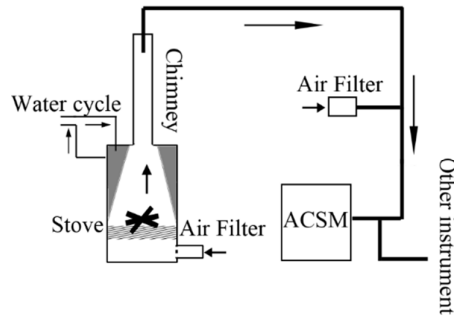 Chimney
Water cycle
Air Filter
Stove
Air Filter
ACSM
Other instrument